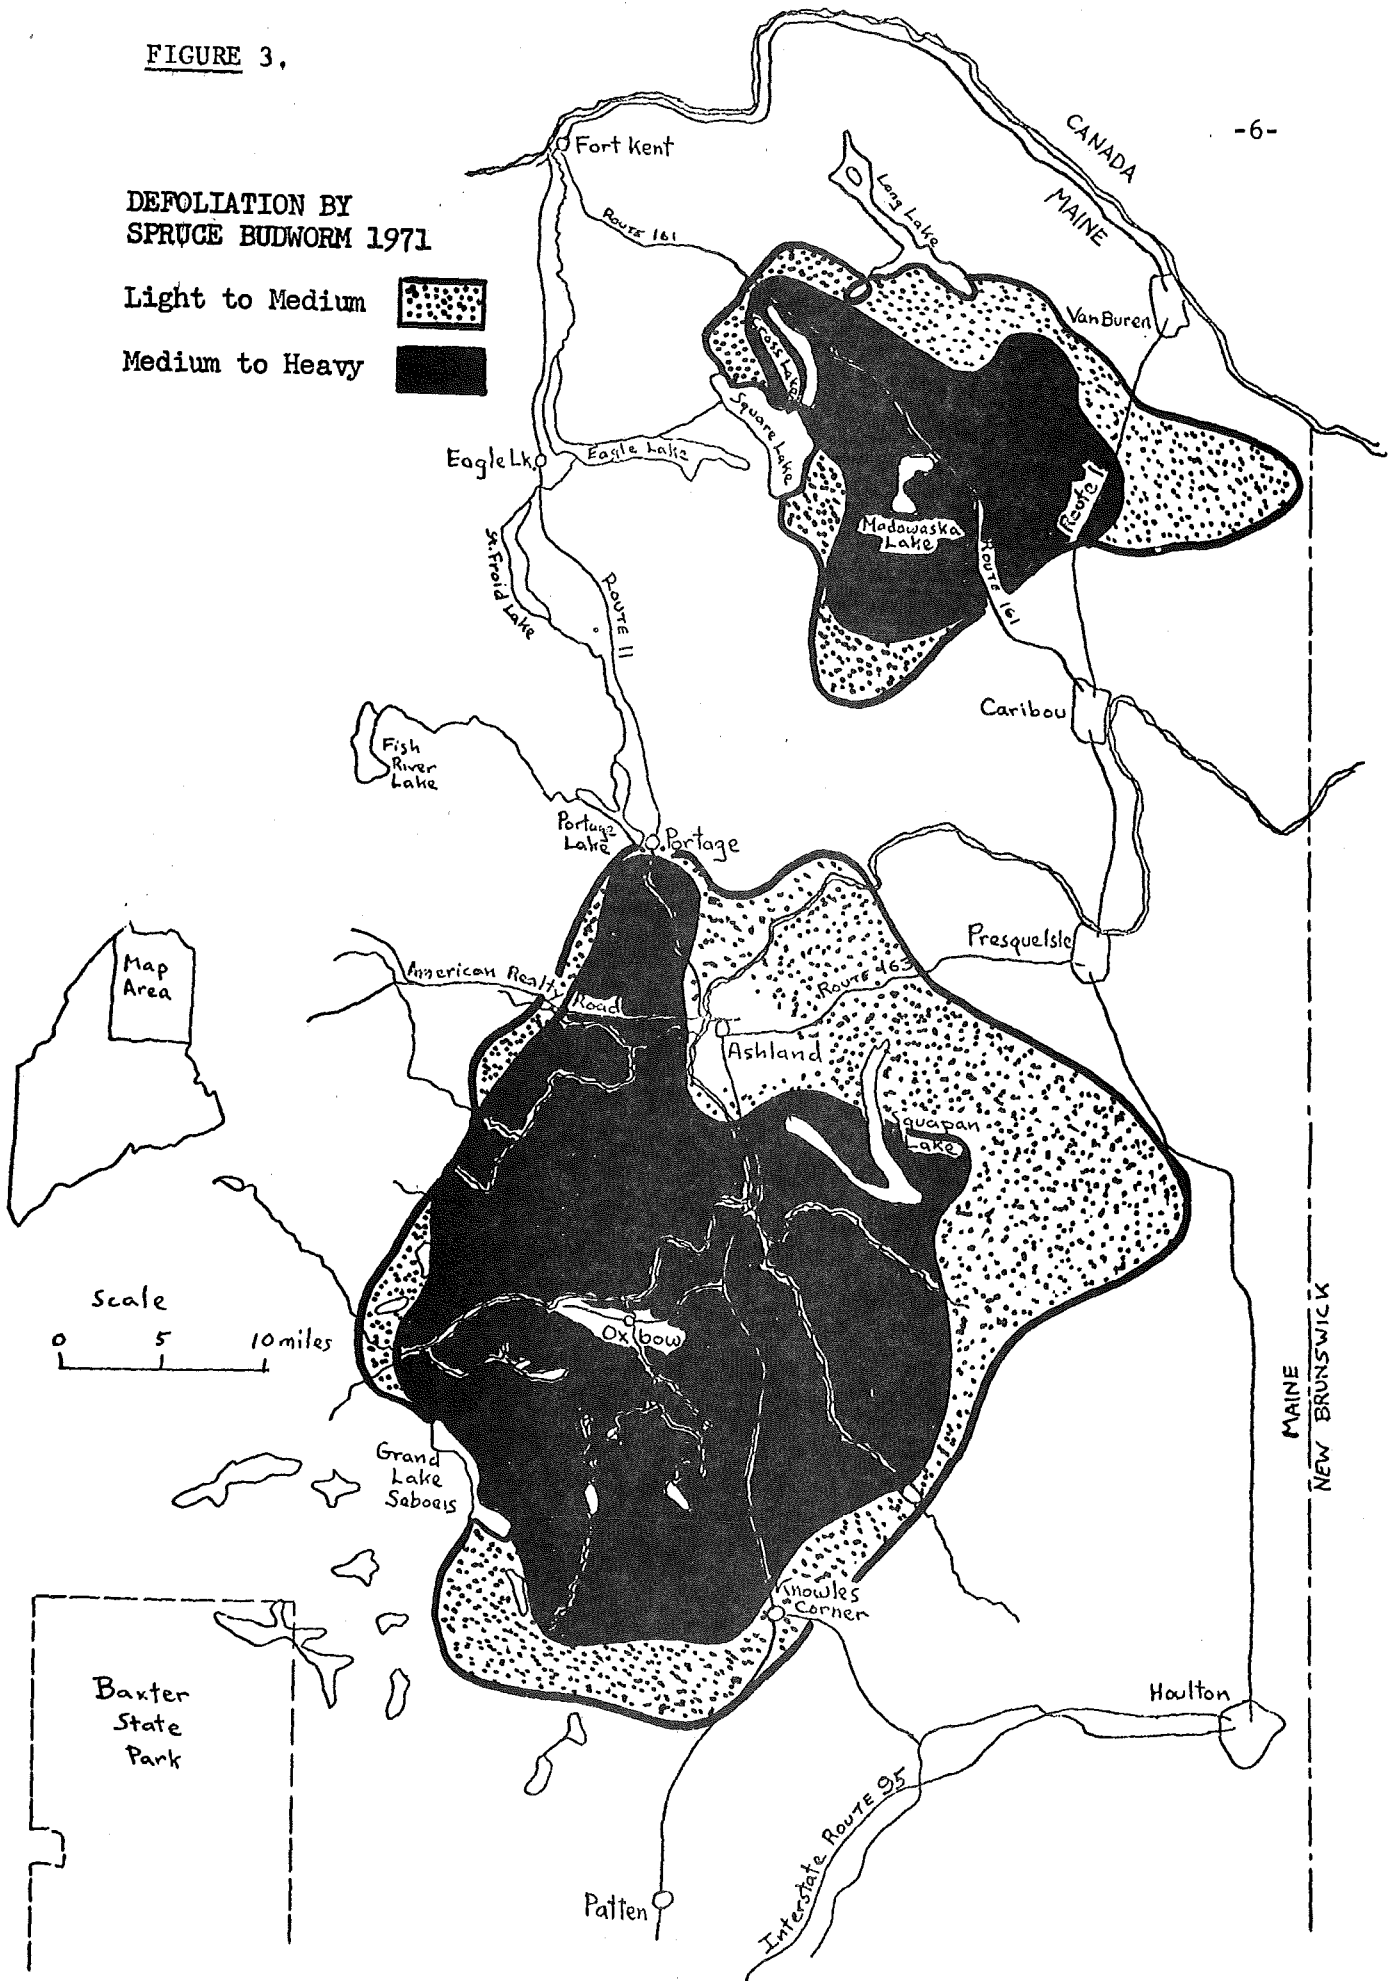 FIGURE 3.
-6-
CANADA
MAINE
Fort Kent
DEFOLIATION BY
SPRUCE BUDWORM 1971
Light to Medium
Medium to Heavy
Long Lake
ROUTE 161
Van Buren
Cross Lake
Square Lake
Eagle Lk.
Eagle Lake
Route 1
Madawaska
Lake
St. Froid Lake
ROUTE 11
ROUTE 161
Caribou
Fish
River
Lake
Portage
Lake
Portage
Presque Isle
Map
Area
American Realty Road
ROUTE 163
Ashland
Squapan
Lake
Scale
0 5 10 miles
Oxbow
MAINE
NEW BRUNSWICK
Grand
Lake
Seboeis
Knowles
Corner
Baxter
State
Park
Houlton
Interstate ROUTE 95
Patten